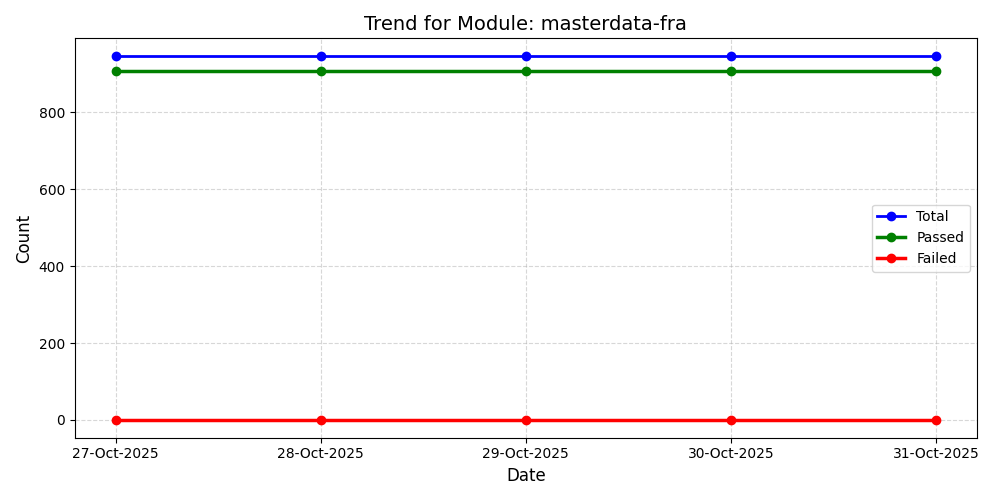 Trend for Module: masterdata-fra
Count
800
600
400
200
0
Total
Passed
Failed
27-Oct-2025 28-Oct-2025 29-Oct-2025 30-Oct-2025 31-Oct-2025
Date